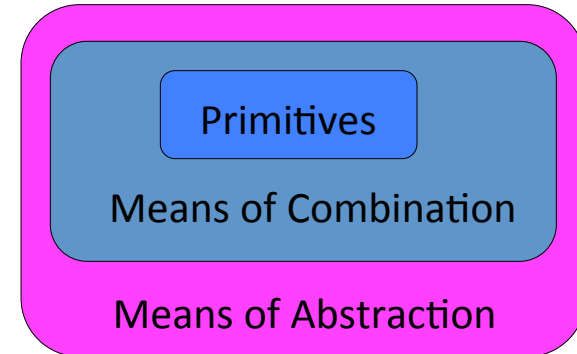 Primitives
Means of Combination
Means of Abstraction